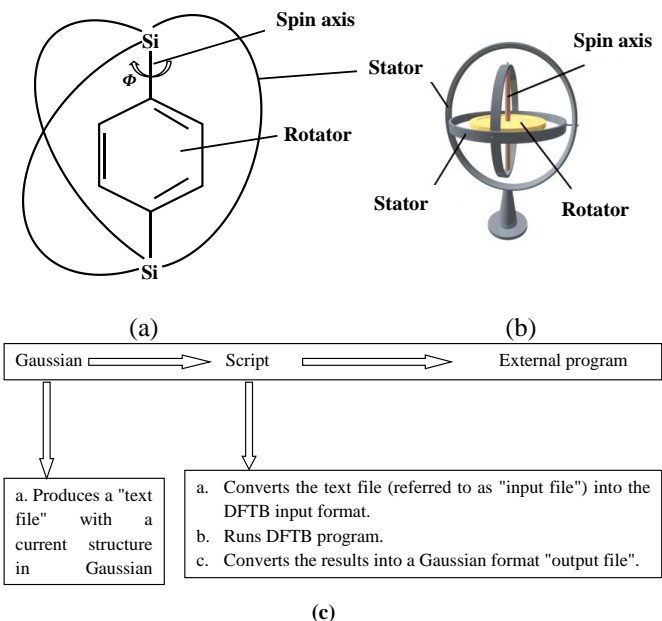 Si
Spin axis
Φ
Stator
Rotator
Si
Spin axis
Stator
Rotator
(a)
(b)
Gaussian
Script
External program
a. Produces a "text
file" with a
current structure
in Gaussian
a. Converts the text file (referred to as "input file") into the
DFTB input format.
b. Runs DFTB program.
c. Converts the results into a Gaussian format "output file".
(c)